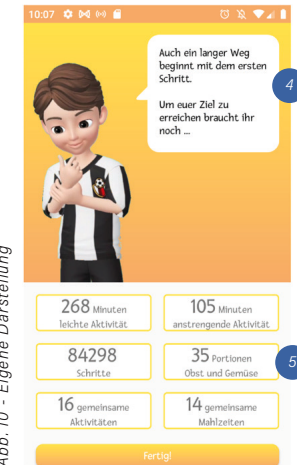 10:07
Auch ein langer Weg
beginnt mit dem ersten
Schritt.
Um euer Ziel zu
erreichen braucht ihr
noch ...
4
268 Minuten
leichte Aktivität
105 Minuten
anstrengende Aktivität
84298
Schritte
35 Portionen
Obst und Gemüse
5
16 gemeinsame
Aktivitäten
14 gemeinsame
Mahlzeiten
Fertig!
Abb. 10 - Eigene Darstellung